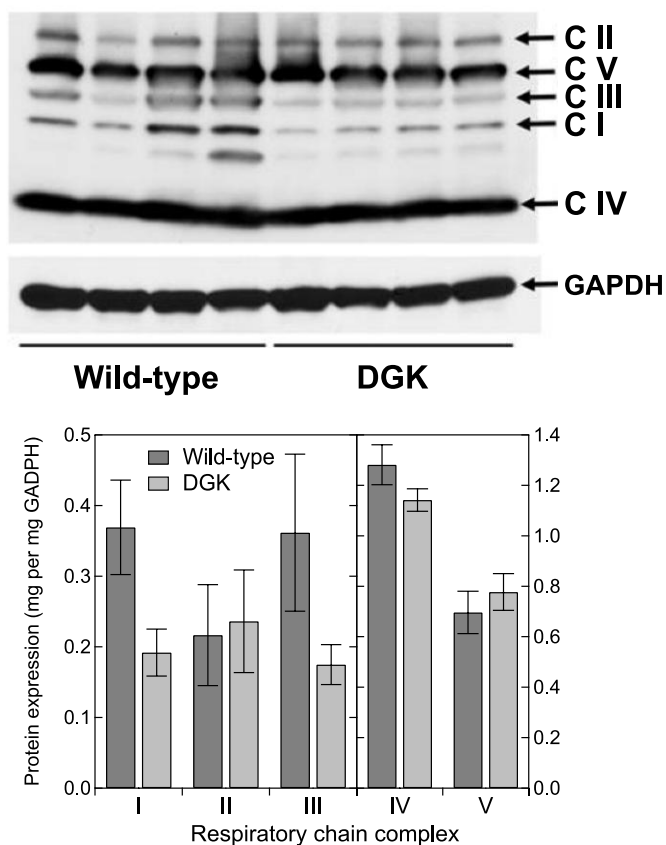 C II
C V
C III
C I
C IV
GAPDH
Wild-type DGK
Protein expression (mg per mg GADPH)
0.5
0.4
0.3
0.2
0.1
0.0
Wild-type
DGK
1.4
1.2
1.0
0.8
0.6
0.4
0.2
0.0
I II III IV V
Respiratory chain complex